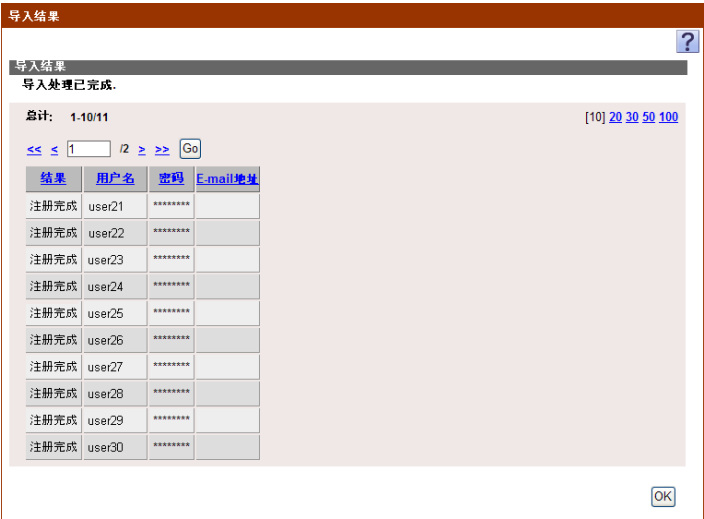 导入结果
?
导入结果
导入处理已完成.
总计: 1-10/11 [10] 20 30 50 100
<< < 1 /2 > >> Go
结果 用户名 密码 E-mail地址
注册完成 user21 ********
注册完成 user22 ********
注册完成 user23 ********
注册完成 user24 ********
注册完成 user25 ********
注册完成 user26 ********
注册完成 user27 ********
注册完成 user28 ********
注册完成 user29 ********
注册完成 user30 ********
OK